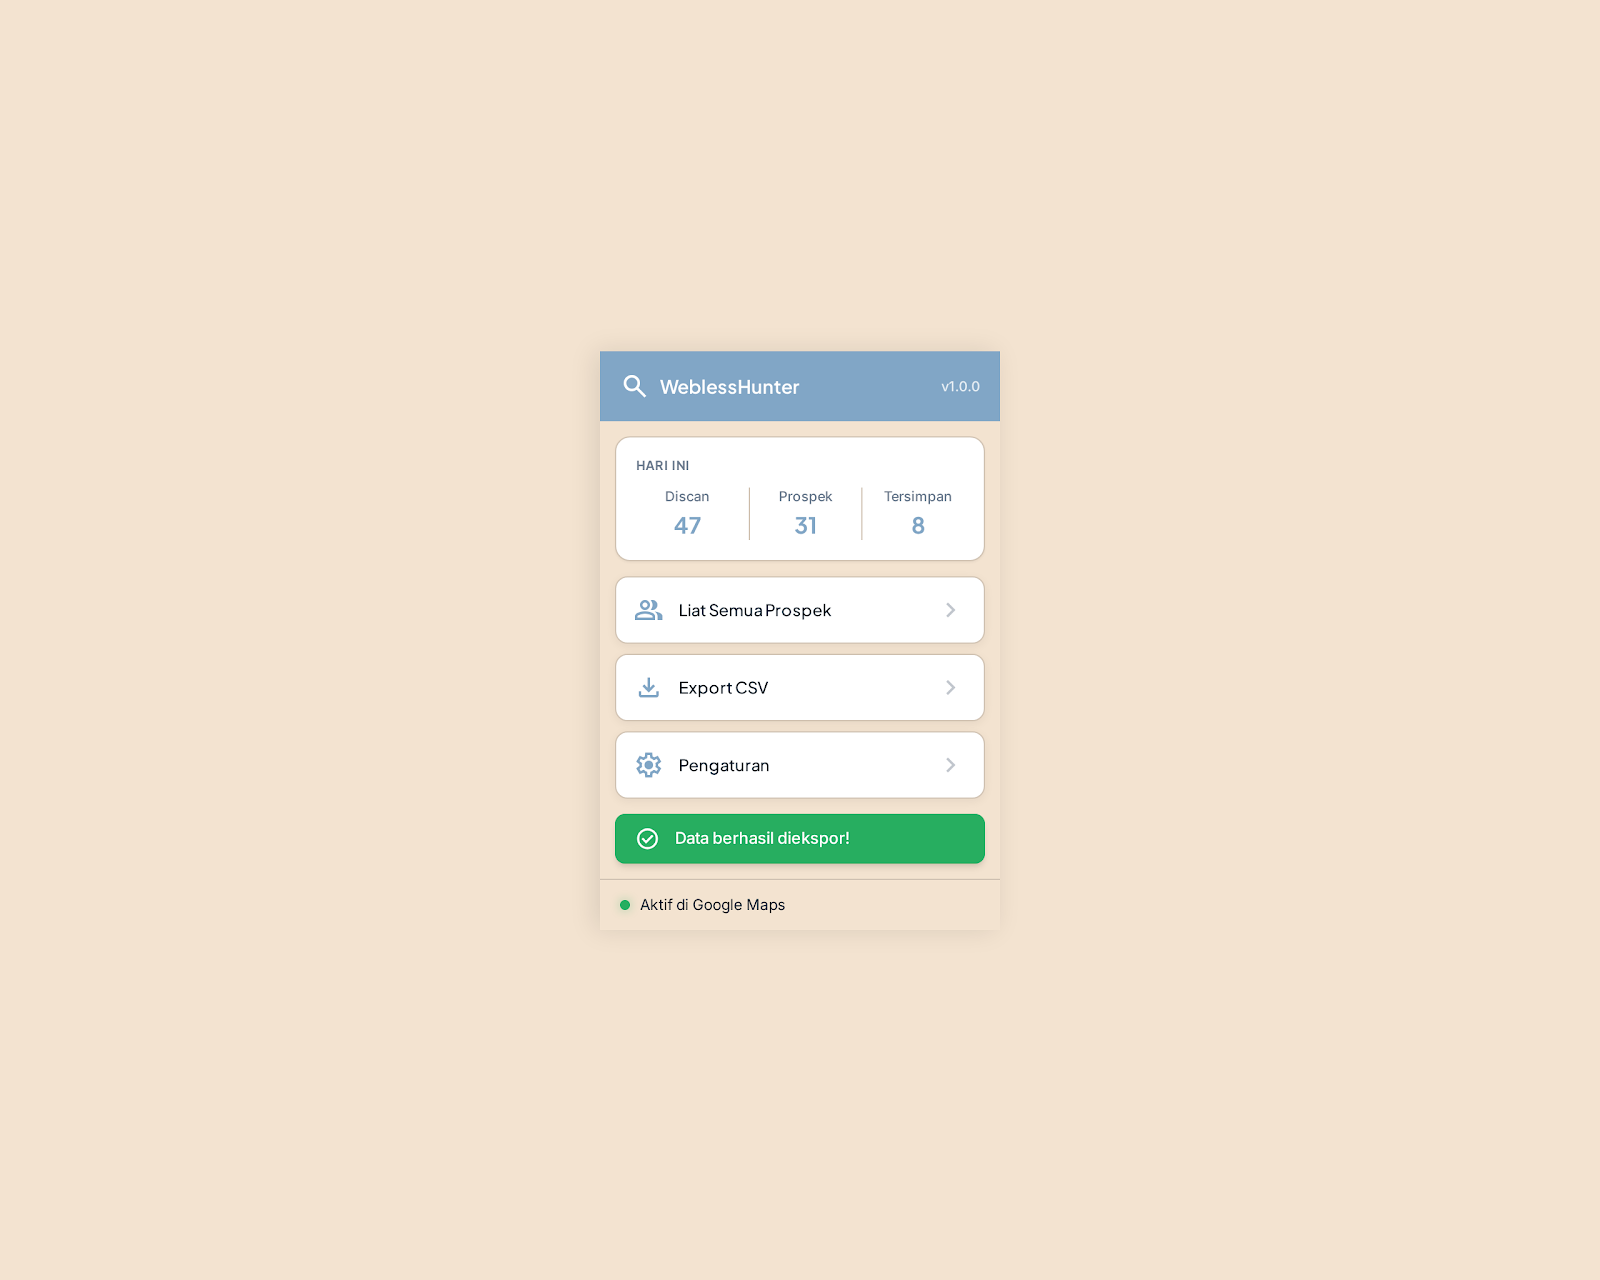 WeblessHunter
v1.0.0
HARI INI
Discan
Prospek
Tersimpan
47
31
8
Liat Semua Prospek
Export CSV
Pengaturan
Data berhasil diekspor!
Aktif di Google Maps